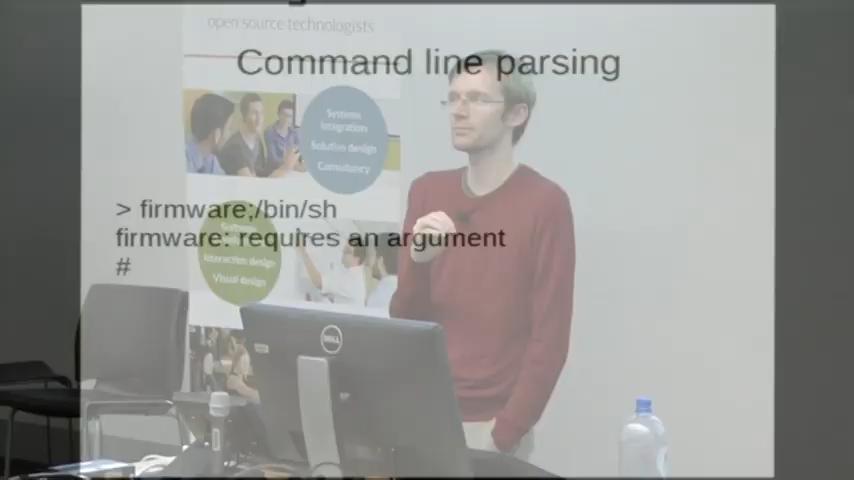 open source technologists
Command line parsing
Systems
Integration
Solution design
Consultancy
> firmware;/bin/sh
firmware: requires an argument
#
Interaction design
Visual design
DELL